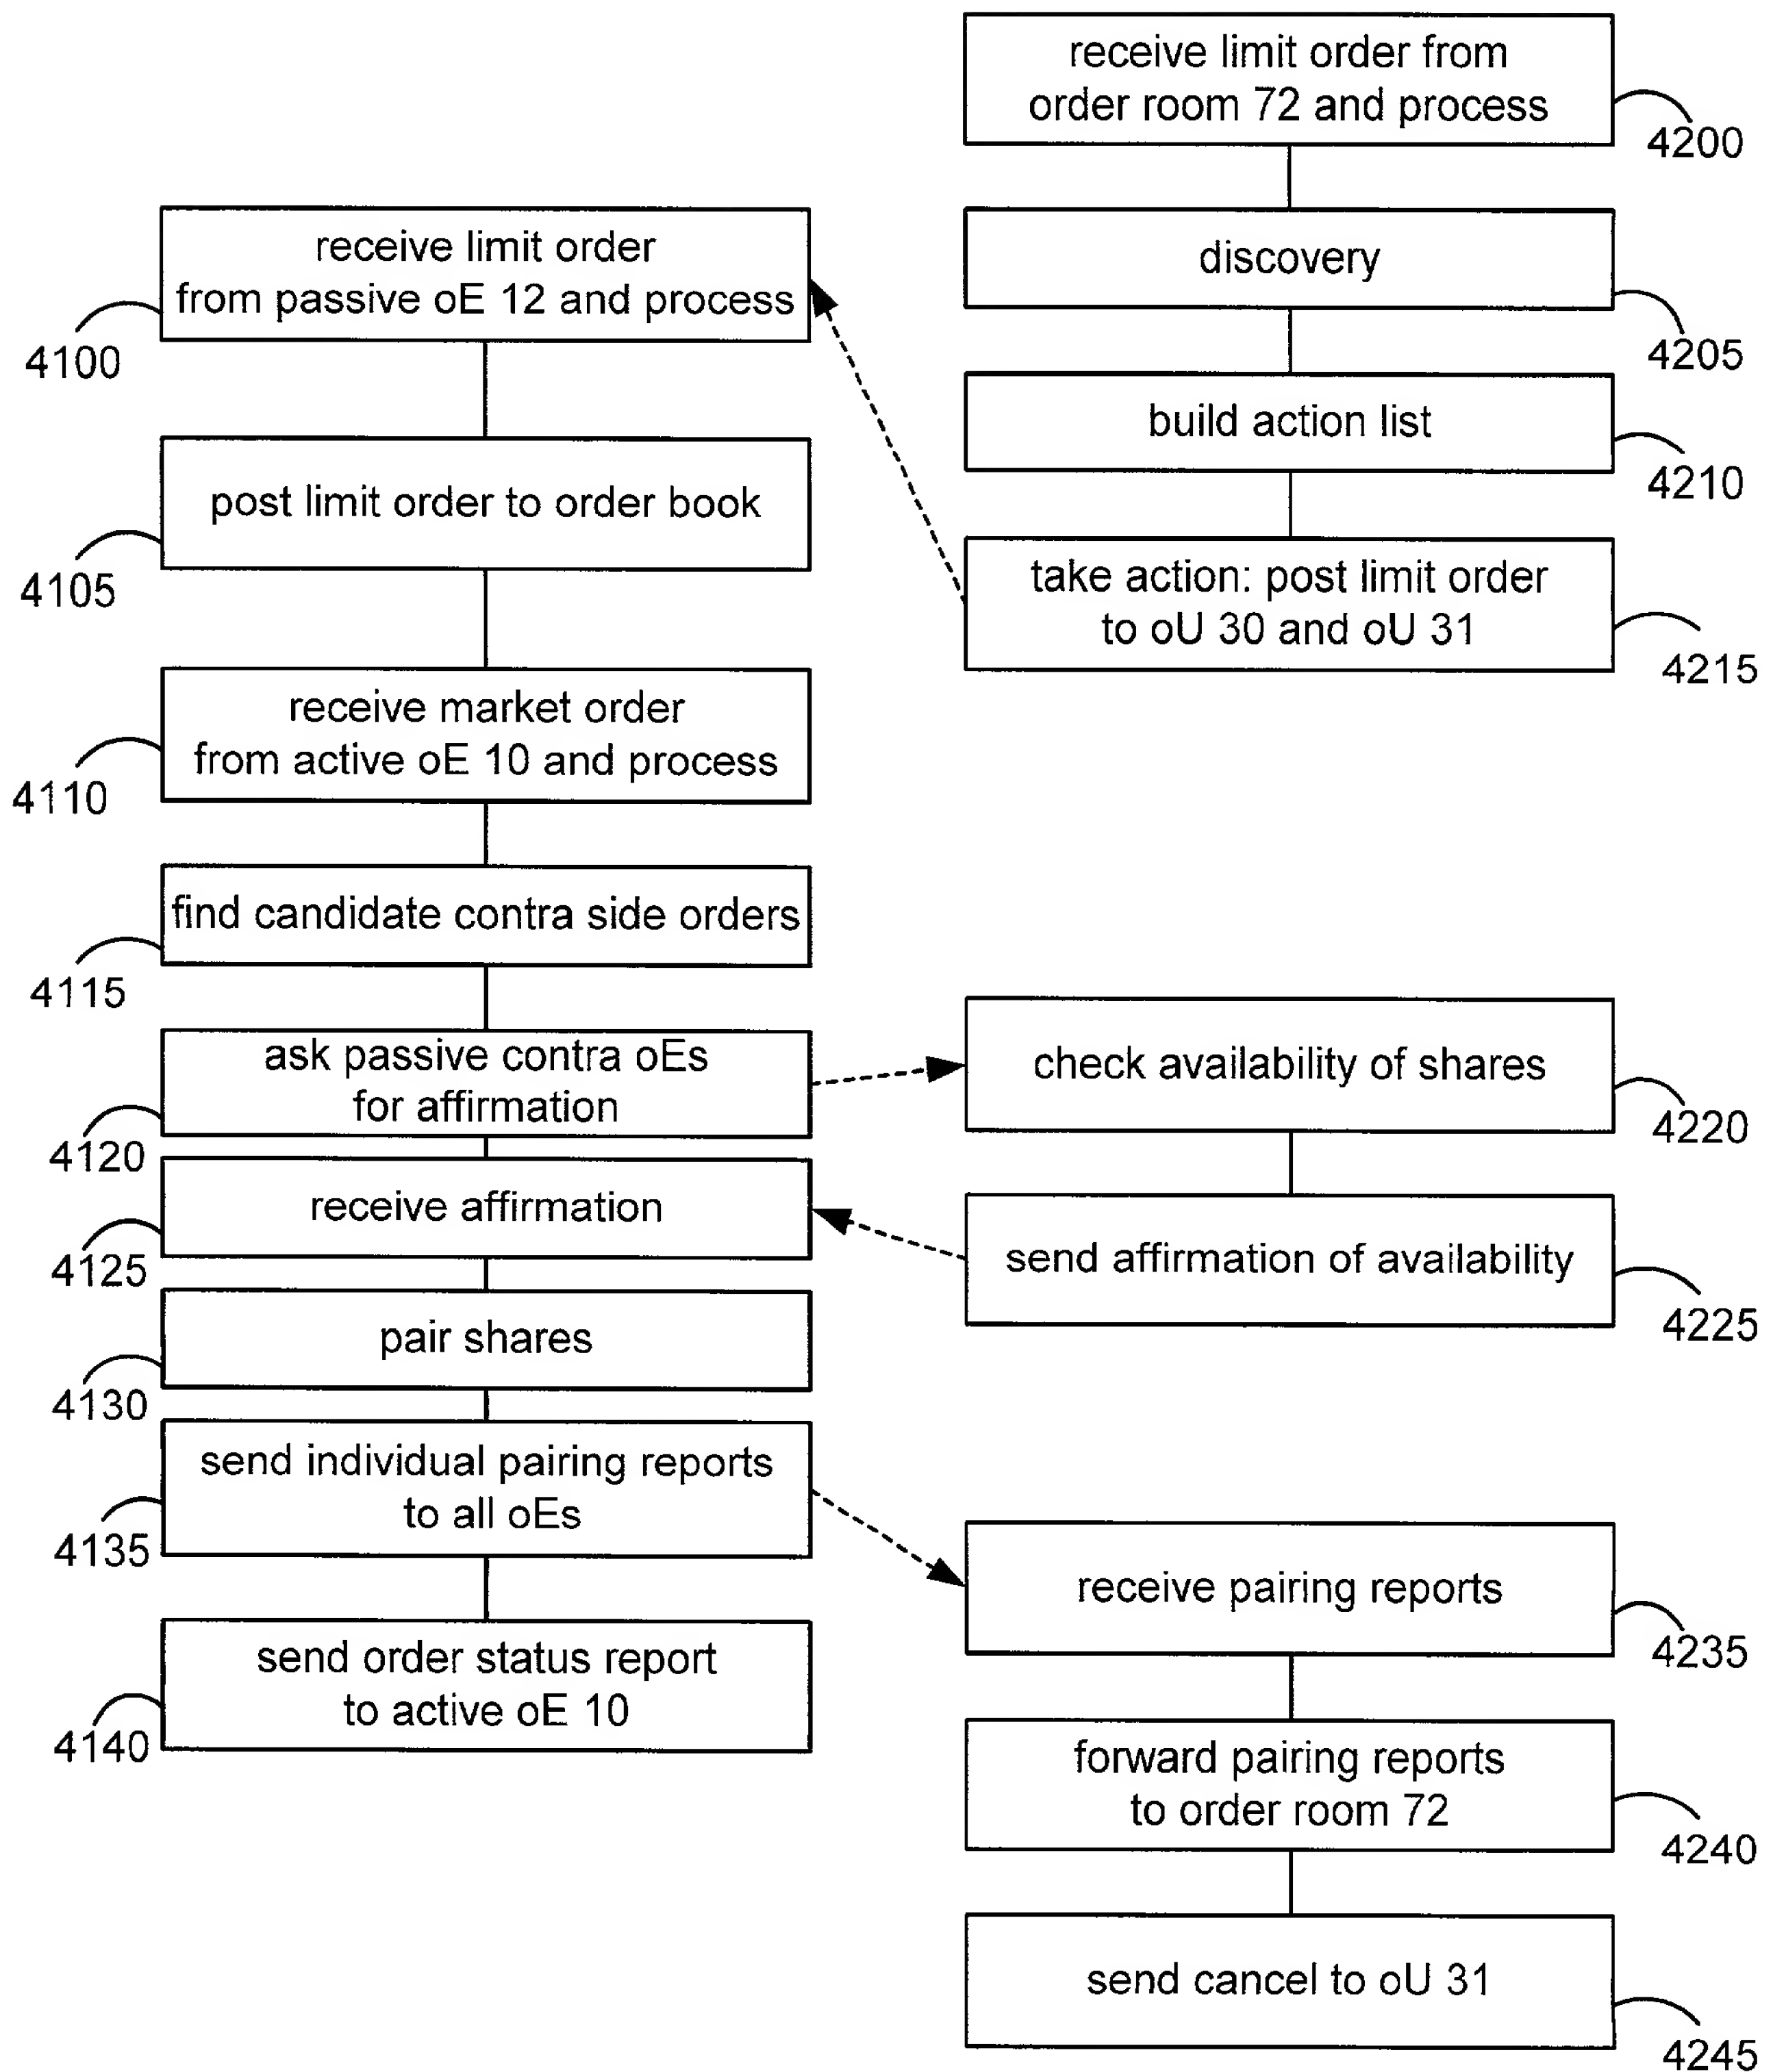 receive limit order from
order room 72 and process
4200
discovery
4205
build action list
4210
take action: post limit order
to oU 30 and oU 31
4215
receive limit order
from passive oE 12 and process
4100
post limit order to order book
4105
receive market order
from active oE 10 and process
4110
find candidate contra side orders
4115
ask passive contra oEs
for affirmation
4120
check availability of shares
4220
send affirmation of availability
4225
receive affirmation
4125
pair shares
4130
send individual pairing reports
to all oEs
4135
send order status report
to active oE 10
4140
receive pairing reports
4235
forward pairing reports
to order room 72
4240
send cancel to oU 31
4245